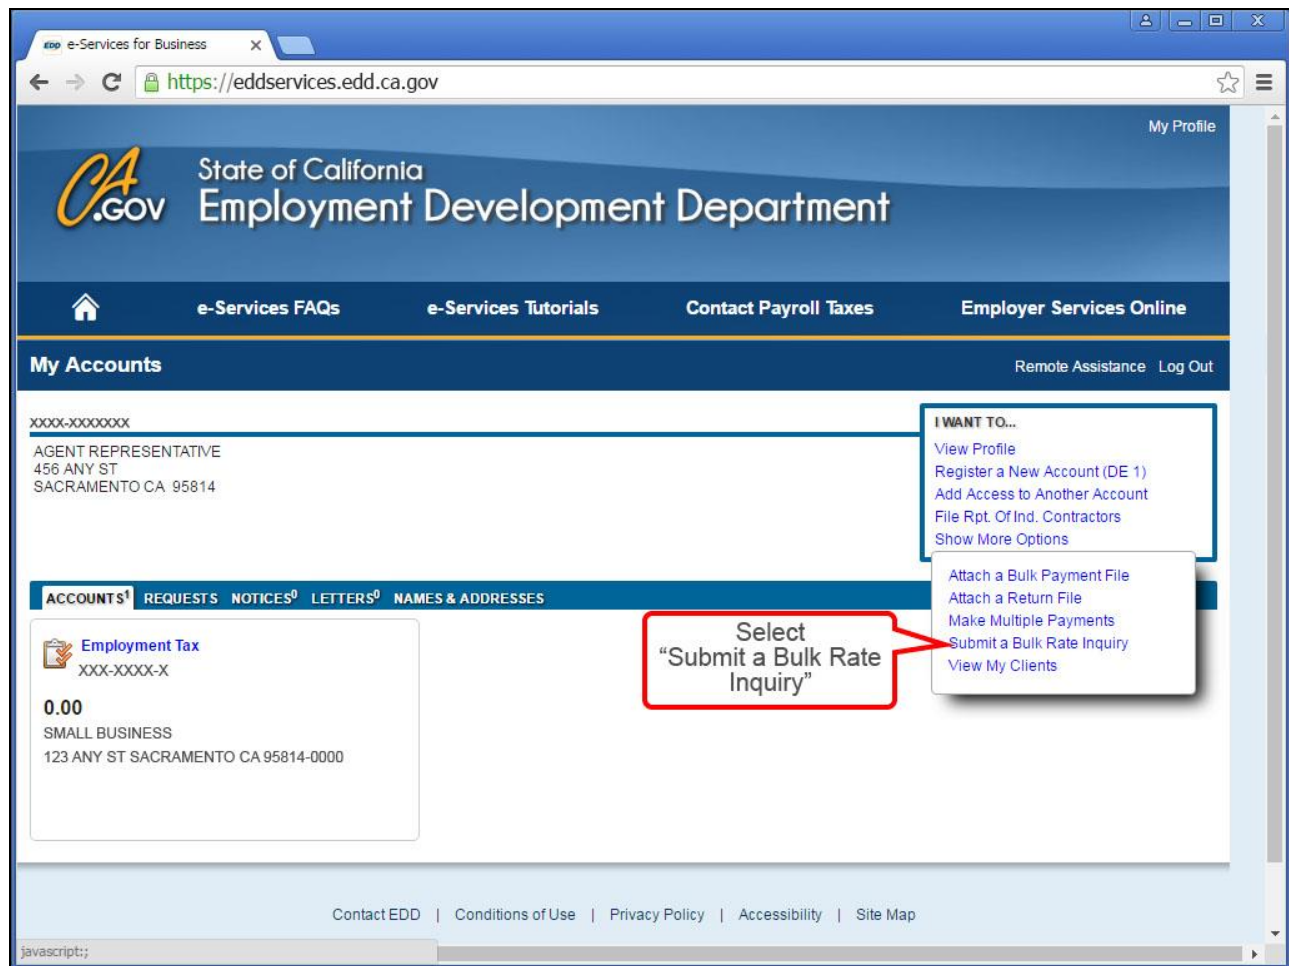 EDD e-Services for Business
https://eddservices.edd.ca.gov
My Profile
CA.GOV
State of California
Employment Development Department
e-Services FAQs
e-Services Tutorials
Contact Payroll Taxes
Employer Services Online
My Accounts
Remote Assistance
Log Out
XXXX-XXXXXXX
AGENT REPRESENTATIVE
456 ANY ST
SACRAMENTO CA 95814
I WANT TO...
View Profile
Register a New Account (DE 1)
Add Access to Another Account
File Rpt. Of Ind. Contractors
Show More Options
Attach a Bulk Payment File
Attach a Return File
Make Multiple Payments
Submit a Bulk Rate Inquiry
View My Clients
ACCOUNTS1 REQUESTS NOTICES0 LETTERS0 NAMES & ADDRESSES
Employment Tax
XXX-XXXX-X
0.00
SMALL BUSINESS
123 ANY ST SACRAMENTO CA 95814-0000
Select
“Submit a Bulk Rate
Inquiry”
Contact EDD | Conditions of Use | Privacy Policy | Accessibility | Site Map
javascript:;